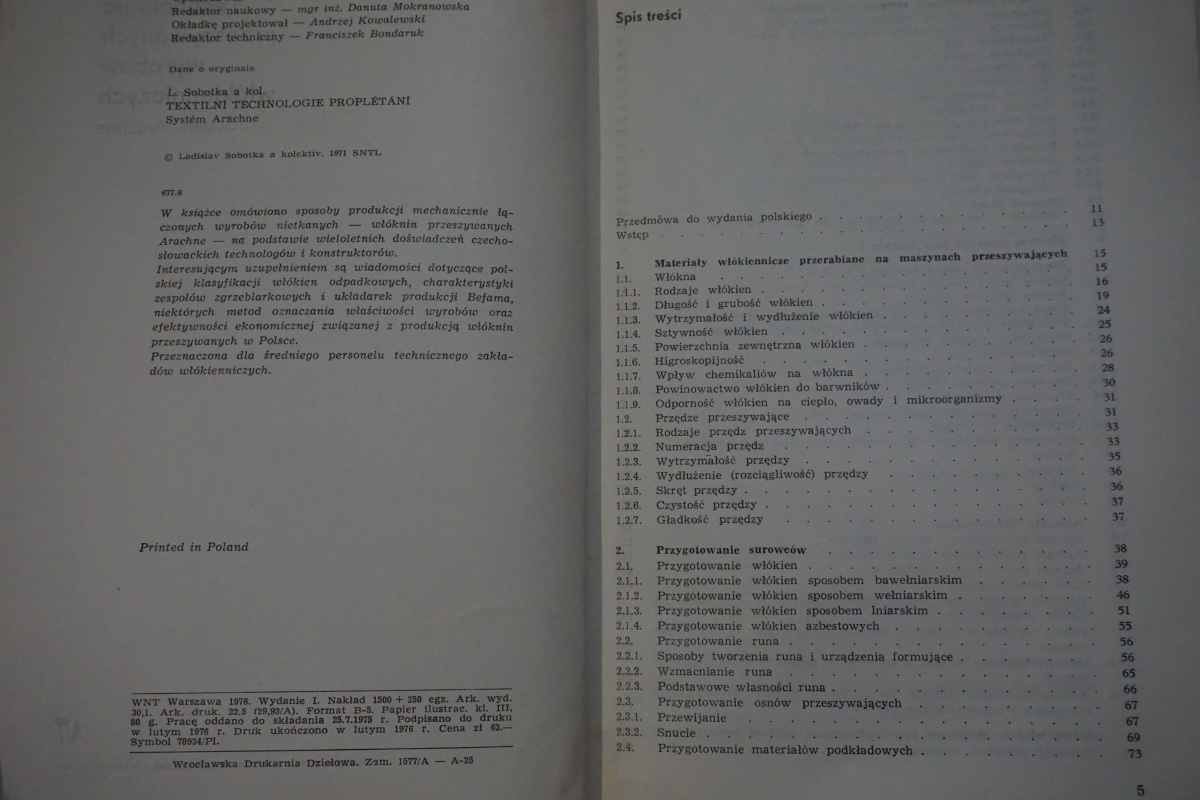 Redaktor naukowy — mgr inż. Danuta Mokranowska
Okładkę projektował — Andrzej Kowalewski
Redaktor techniczny — Franciszek Bondaruk
Dane o oryginale
L. Sobotka a kol.
TEXTILNÍ TECHNOLOGIE PROPLÉTÁNÍ
Systém Arachne
© Ladislav Sobotka a kolektiv, 1971 SNTL
677.6
W książce omówiono sposoby produkcji mechanicznie łą-
czonych wyrobów nietkanych — włóknin przeszywanych
Arachne — na podstawie wieloletnich doświadczeń czecho-
słowackich technologów i konstruktorów.
Interesującym uzupełnieniem są wiadomości dotyczące pol-
skiej klasyfikacji włókien odpadkowych, charakterystyki
zespołów zgrzeblarkowych i układarek produkcji Befama,
niektórych metod oznaczania właściwości wyrobów oraz
efektywności ekonomicznej związanej z produkcją włóknin
przeszywanych w Polsce.
Przeznaczona dla średniego personelu technicznego zakła-
dów włókienniczych.
Printed in Poland
WNT Warszawa 1976. Wydanie I. Nakład 1500 + 250 egz. Ark. wyd.
30,1. Ark. druk. 22,5 (29,93/A). Format B-5. Papier ilustrac. kl. III,
80 g. Pracę oddano do składania 25.7.1975 r. Podpisano do druku
w lutym 1976 r. Druk ukończono w lutym 1976 r. Cena zł 63.—
Symbol 78934/Pl.
Wrocławska Drukarnia Dziełowa. Zam. 1577/A — A-25
Spis treści
Przedmowa do wydania polskiego . . . . . . . . . . . 11
Wstęp . . . . . . . . . . . . . . . . 13
1. Materiały włókiennicze przerabiane na maszynach przeszywających 15
1.1. Włókna . . . . . . . . . . . . . . 15
1.1.1. Rodzaje włókien . . . . . . . . . . . . 16
1.1.2. Długość i grubość włókien . . . . . . . . . . 19
1.1.3. Wytrzymałość i wydłużenie włókien . . . . . . . . 24
1.1.4. Sztywność włókien . . . . . . . . . . . . 25
1.1.5. Powierzchnia zewnętrzna włókien . . . . . . . . . 26
1.1.6. Higroskopijność . . . . . . . . . . . . 26
1.1.7. Wpływ chemikaliów na włókna . . . . . . . . . 28
1.1.8. Powinowactwo włókien do barwników . . . . . . . . 30
1.1.9. Odporność włókien na ciepło, owady i mikroorganizmy . . . . 31
1.2. Przędze przeszywające . . . . . . . . . . . 31
1.2.1. Rodzaje przędz przeszywających . . . . . . . . . 33
1.2.2. Numeracja przędz . . . . . . . . . . . . 33
1.2.3. Wytrzymałość przędzy . . . . . . . . . . . 35
1.2.4. Wydłużenie (rozciągliwość) przędzy . . . . . . . . 36
1.2.5. Skręt przędzy . . . . . . . . . . . . . 36
1.2.6. Czystość przędzy . . . . . . . . . . . . 37
1.2.7. Gładkość przędzy . . . . . . . . . . . . 37
2. Przygotowanie surowców . . . . . . . . . . . 38
2.1. Przygotowanie włókien . . . . . . . . . . . 39
2.1.1. Przygotowanie włókien sposobem bawełniarskim . . . . . 38
2.1.2. Przygotowanie włókien sposobem wełniarskim . . . . . . 46
2.1.3. Przygotowanie włókien sposobem lniarskim . . . . . . . 51
2.1.4. Przygotowanie włókien azbestowych . . . . . . . . 55
2.2. Przygotowanie runa . . . . . . . . . . . . 56
2.2.1. Sposoby tworzenia runa i urządzenia formujące . . . . . . 56
2.2.2. Wzmacnianie runa . . . . . . . . . . . . 65
2.2.3. Podstawowe własności runa . . . . . . . . . . 66
2.3. Przygotowanie osnów przeszywających . . . . . . . 67
2.3.1. Przewijanie . . . . . . . . . . . . . 67
2.3.2. Snucie . . . . . . . . . . . . . . . 69
2.4. Przygotowanie materiałów podkładowych . . . . . . . 73
5